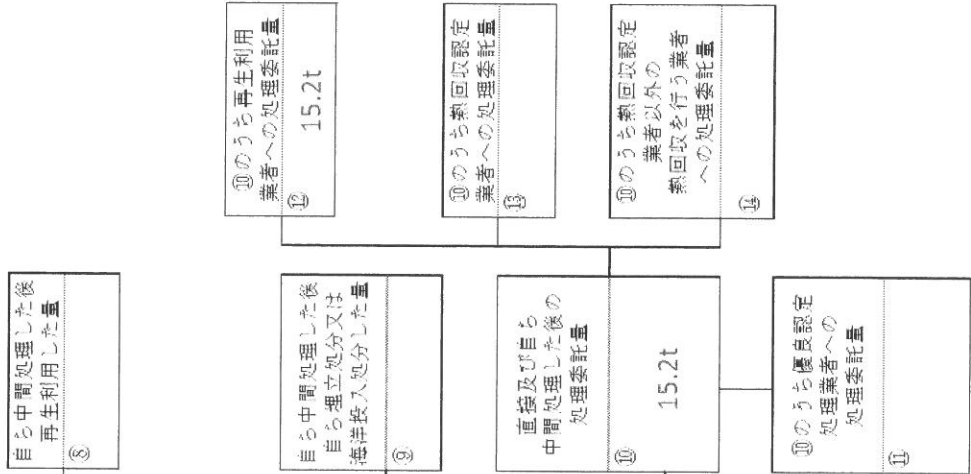 自ら中間処理した後
再生利用した量
⑧
自ら中間処理した後
自ら埋立処分又は
海洋投入処分した量
⑨
直接及び自ら
中間処理した後の
処理委託量
⑩
15.2t
⑩のうち優良認定
処理業者への
処理委託量
⑪
⑩のうち再生利用
業者への処理委託量
⑫
15.2t
⑩のうち熱回収認定
業者への処理委託量
⑬
⑩のうち熱回収認定
業者以外の
熱回収を行う業者
への処理委託量
⑭